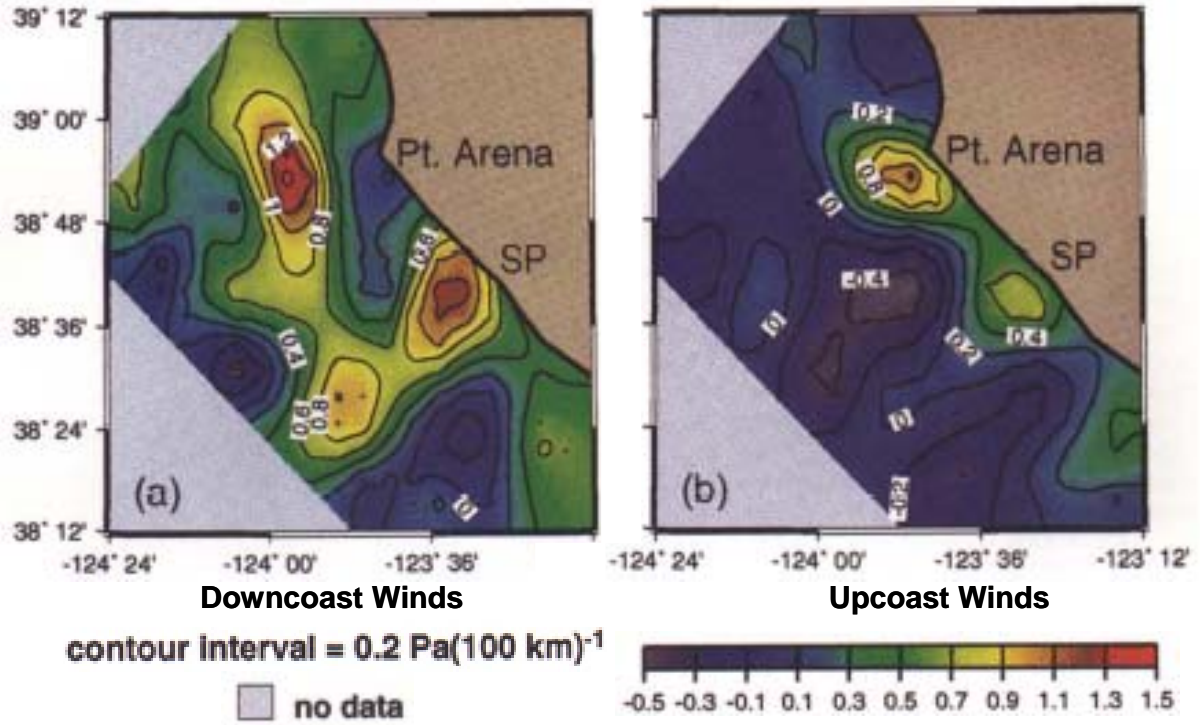 39° 12'
39° 00'
38° 48'
38° 36'
38° 24'
38° 12'
1.2
1
0.8
0.6
0.4
0.6
0.8
0
Pt. Arena
SP
(a)
-124° 24'
-124° 00'
-123° 36'
Downcoast Winds
0.2
0.8
0
-0.4
0
0.2
0.4
0
-0.2
Pt. Arena
SP
(b)
-124° 00'
-123° 36'
-123° 12'
Upcoast Winds
contour interval = 0.2 Pa(100 km)-1
no data
-0.5 -0.3 -0.1 0.1 0.3 0.5 0.7 0.9 1.1 1.3 1.5